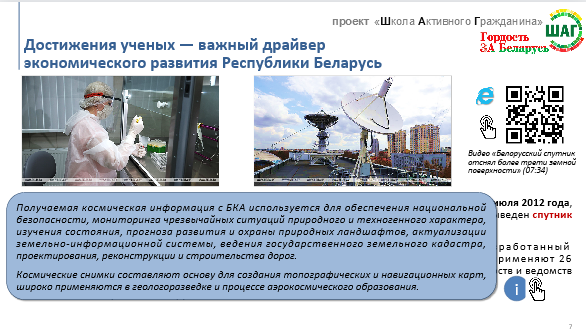 проект «Школа Активного Гражданина»
Гордость
ЗА Беларусь
ШАГ
Достижения ученых — важный драйвер
экономического развития Республики Беларусь
Видео «Белорусский спутник
отснял более трети земной
поверхности» (07:34)
июля 2012 года,
спутник
Получаемая космическая информация с БКА используется для обеспечения национальной
безопасности, мониторинга чрезвычайных ситуаций природного и техногенного характера,
изучения состояния, прогноза развития и охраны природных ландшафтов, актуализации
земельно-информационной системы, ведения государственного земельного кадастра,
проектирования, реконструкции и строительства дорог.
Космические снимки составляют основу для создания топографических и навигационных карт,
широко применяются в геологоразведке и процессе аэрокосмического образования.
работанный
26
ведомств
i
7